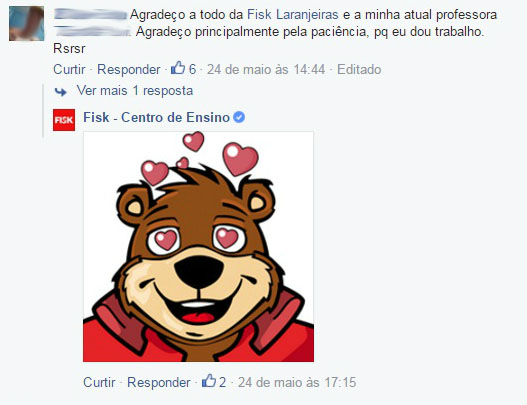 Agradeço a todo da Fisk Laranjeiras e a minha atual professora
Agradeço principalmente pela paciência, pq eu dou trabalho.
Rsrsr
Curtir · Responder · 6 · 24 de maio às 14:44 · Editado
Ver mais 1 resposta
FISK
Fisk - Centro de Ensino
Curtir · Responder · 2 · 24 de maio às 17:15